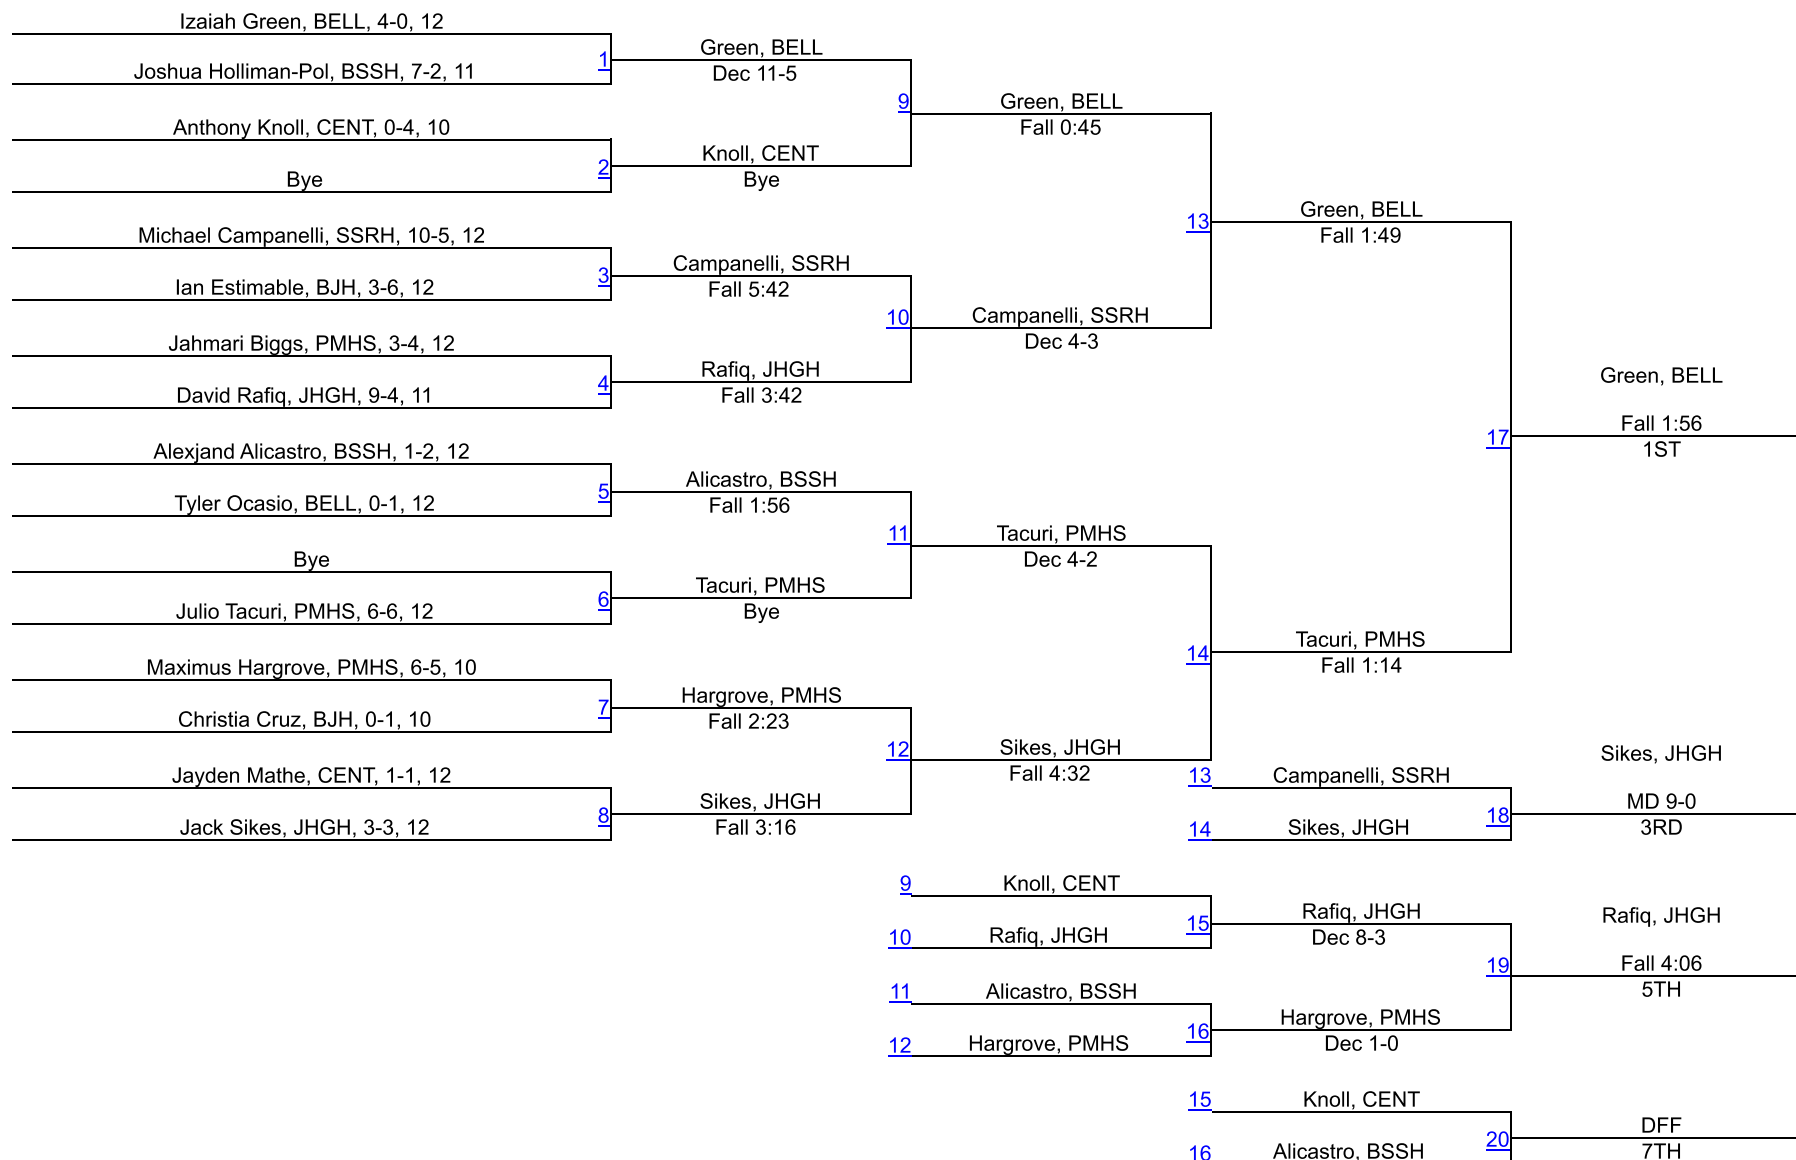 Izaiah Green, BELL, 4-0, 12
1
Joshua Holliman-Pol, BSSH, 7-2, 11
Green, BELL
Dec 11-5
Anthony Knoll, CENT, 0-4, 10
2
Bye
Knoll, CENT
Bye
9
Green, BELL
Fall 0:45
Michael Campanelli, SSRH, 10-5, 12
3
Ian Estimable, BJH, 3-6, 12
Campanelli, SSRH
Fall 5:42
Jahmari Biggs, PMHS, 3-4, 12
4
David Rafiq, JHGH, 9-4, 11
Rafiq, JHGH
Fall 3:42
10
Campanelli, SSRH
Dec 4-3
13
Green, BELL
Fall 1:49
Alexjand Alicastro, BSSH, 1-2, 12
5
Tyler Ocasio, BELL, 0-1, 12
Alicastro, BSSH
Fall 1:56
Bye
6
Julio Tacuri, PMHS, 6-6, 12
Tacuri, PMHS
Bye
11
Tacuri, PMHS
Dec 4-2
Maximus Hargrove, PMHS, 6-5, 10
7
Christia Cruz, BJH, 0-1, 10
Hargrove, PMHS
Fall 2:23
Jayden Mathe, CENT, 1-1, 12
8
Jack Sikes, JHGH, 3-3, 12
Sikes, JHGH
Fall 3:16
12
Sikes, JHGH
Fall 4:32
14
Tacuri, PMHS
Fall 1:14
17
Green, BELL
Fall 1:56
1ST
13
Campanelli, SSRH
14
Sikes, JHGH
18
Sikes, JHGH
MD 9-0
3RD
9
Knoll, CENT
10
Rafiq, JHGH
15
Rafiq, JHGH
Dec 8-3
11
Alicastro, BSSH
12
Hargrove, PMHS
16
Hargrove, PMHS
Dec 1-0
19
Rafiq, JHGH
Fall 4:06
5TH
15
Knoll, CENT
16
Alicastro, BSSH
20
DFF
7TH